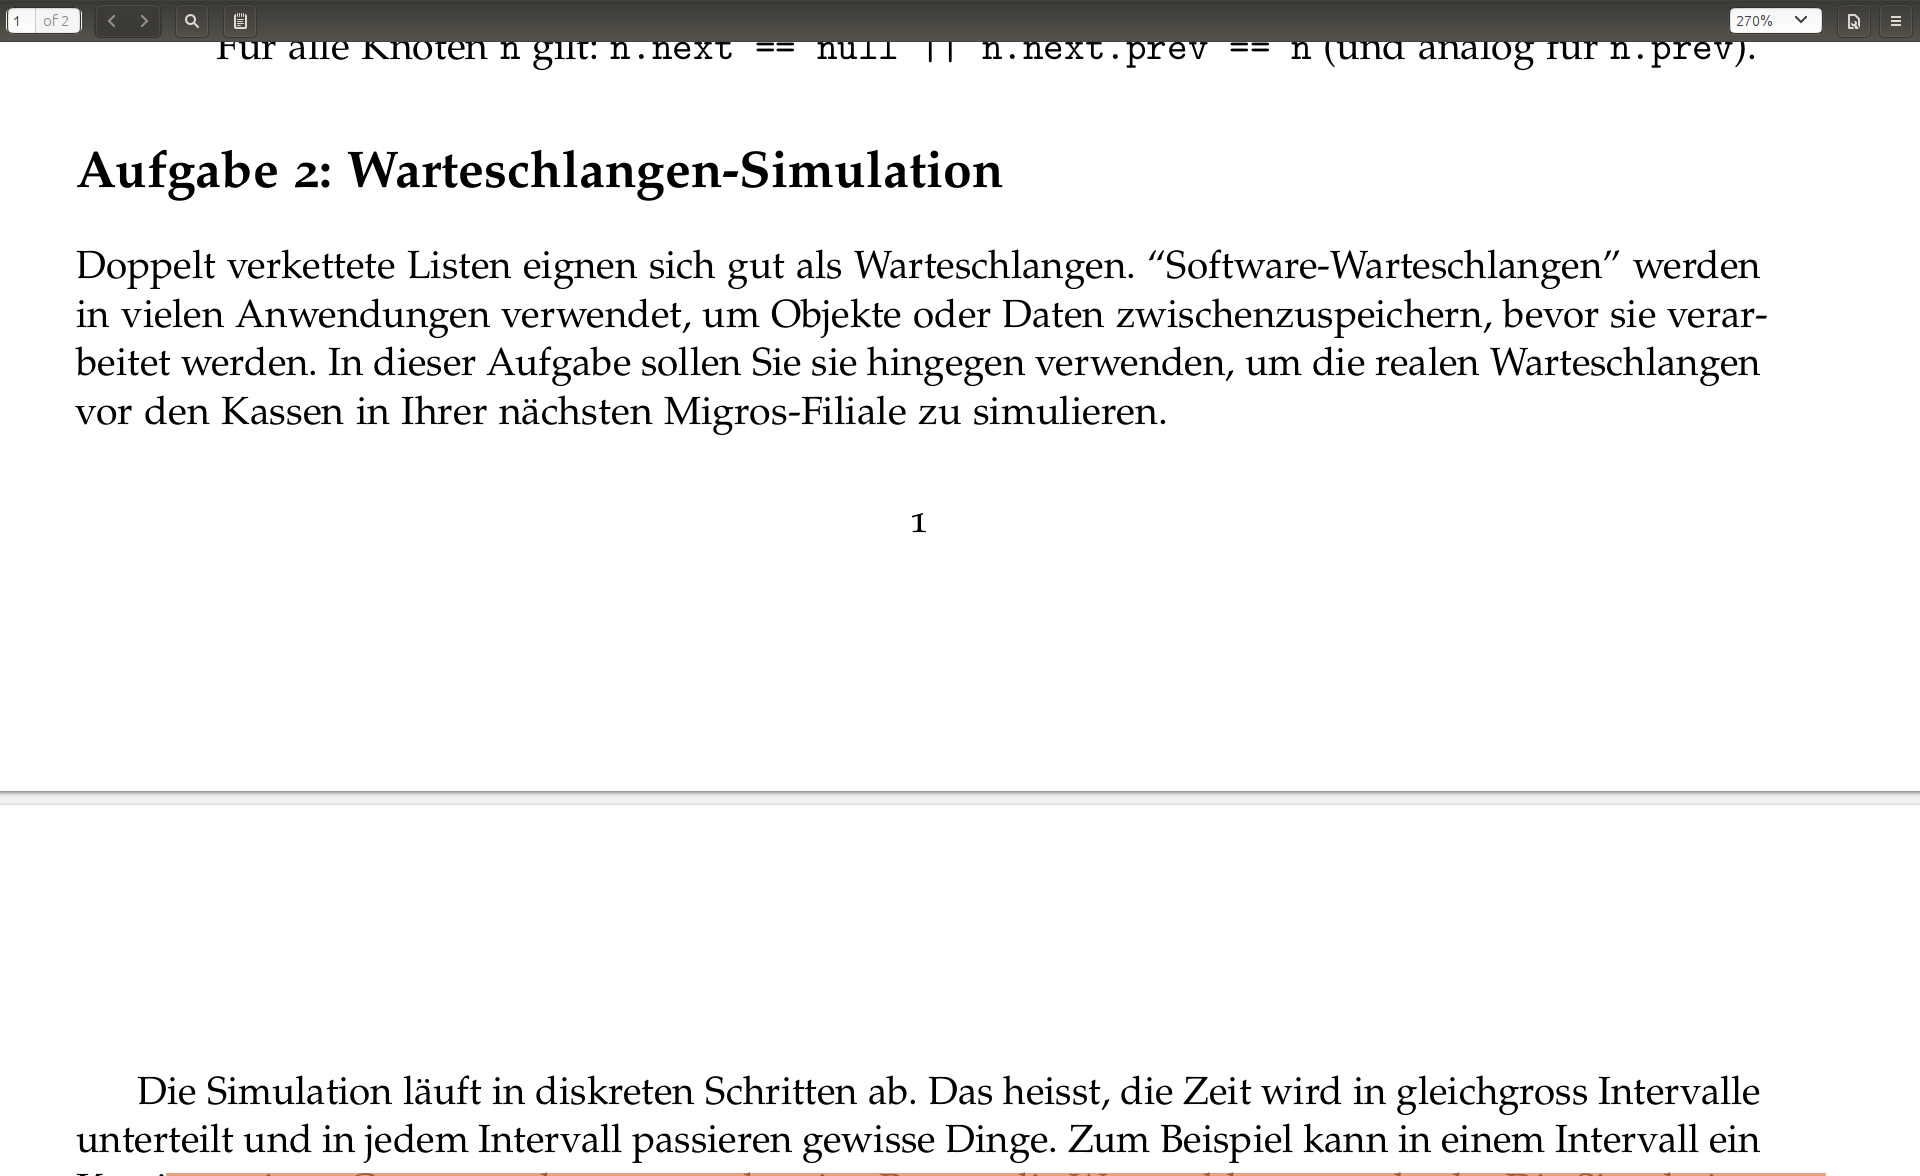 1 of 2
270%
Für alle Knoten n gilt: n.next == null || n.next.prev == n (und analog für n.prev).
Aufgabe 2: Warteschlangen-Simulation
Doppelt verkettete Listen eignen sich gut als Warteschlangen. “Software-Warteschlangen” werden
in vielen Anwendungen verwendet, um Objekte oder Daten zwischenzuspeichern, bevor sie verar-
beitet werden. In dieser Aufgabe sollen Sie sie hingegen verwenden, um die realen Warteschlangen
vor den Kassen in Ihrer nächsten Migros-Filiale zu simulieren.
1
Die Simulation läuft in diskreten Schritten ab. Das heisst, die Zeit wird in gleichgross Intervalle
unterteilt und in jedem Intervall passieren gewisse Dinge. Zum Beispiel kann in einem Intervall ein